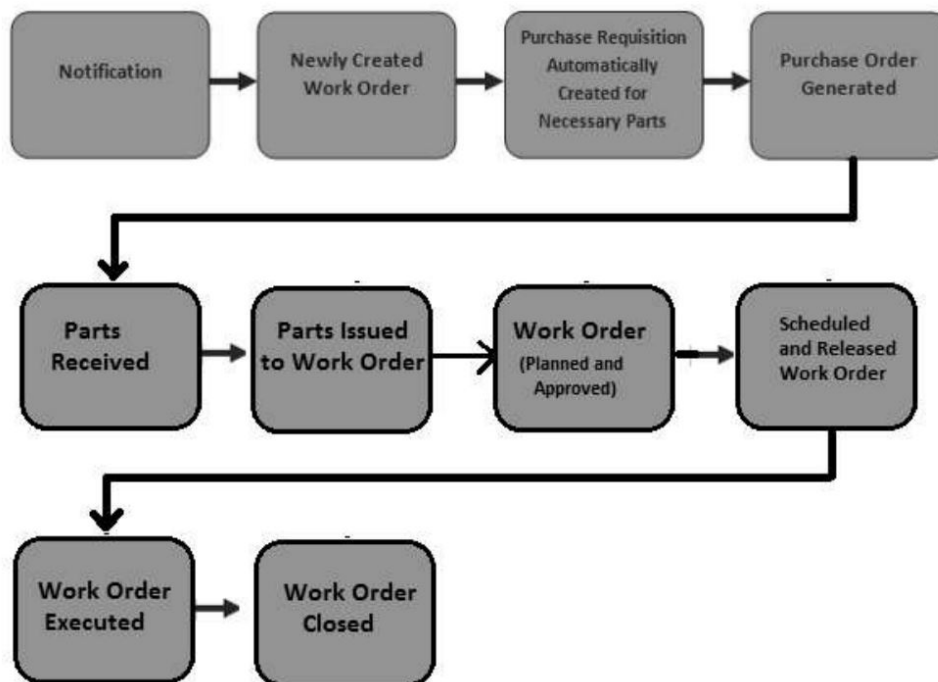 Notification
Newly Created
Work Order
Purchase Requisition
Automatically
Created for
Necessary Parts
Purchase Order
Generated
Parts
Received
Parts Issued
to Work Order
Work Order
(Planned and
Approved)
Scheduled
and Released
Work Order
Work Order
Executed
Work Order
Closed